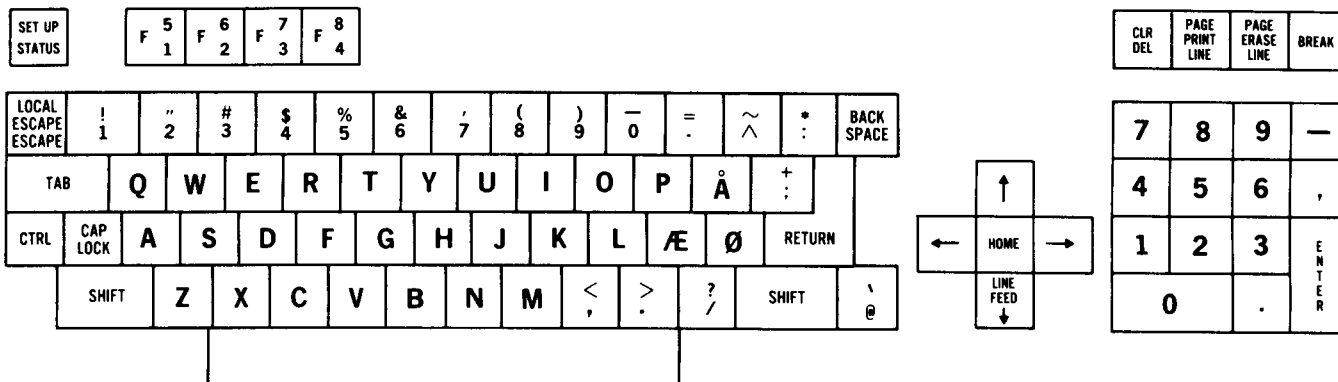 SET UP STATUS F 5 1 F 6 2 F 7 3 F 8 4 CLR DEL PAGE PRINT LINE PAGE ERASE LINE BREAK
LOCAL ESCAPE ESCAPE ! 1 " 2 # 3 $ 4 % 5 & 6 ' 7 ( 8 ) 9 — 0 = . ~ ^ * : BACK SPACE 7 8 9 —
TAB Q W E R T Y U I O P Å + ; ↑ 4 5 6 ,
CTRL CAP LOCK A S D F G H J K L Æ Ø RETURN ← HOME → 1 2 3 ENTER
SHIFT Z X C V B N M < , > . ? / SHIFT ` @ LINE FEED ↓ 0 .